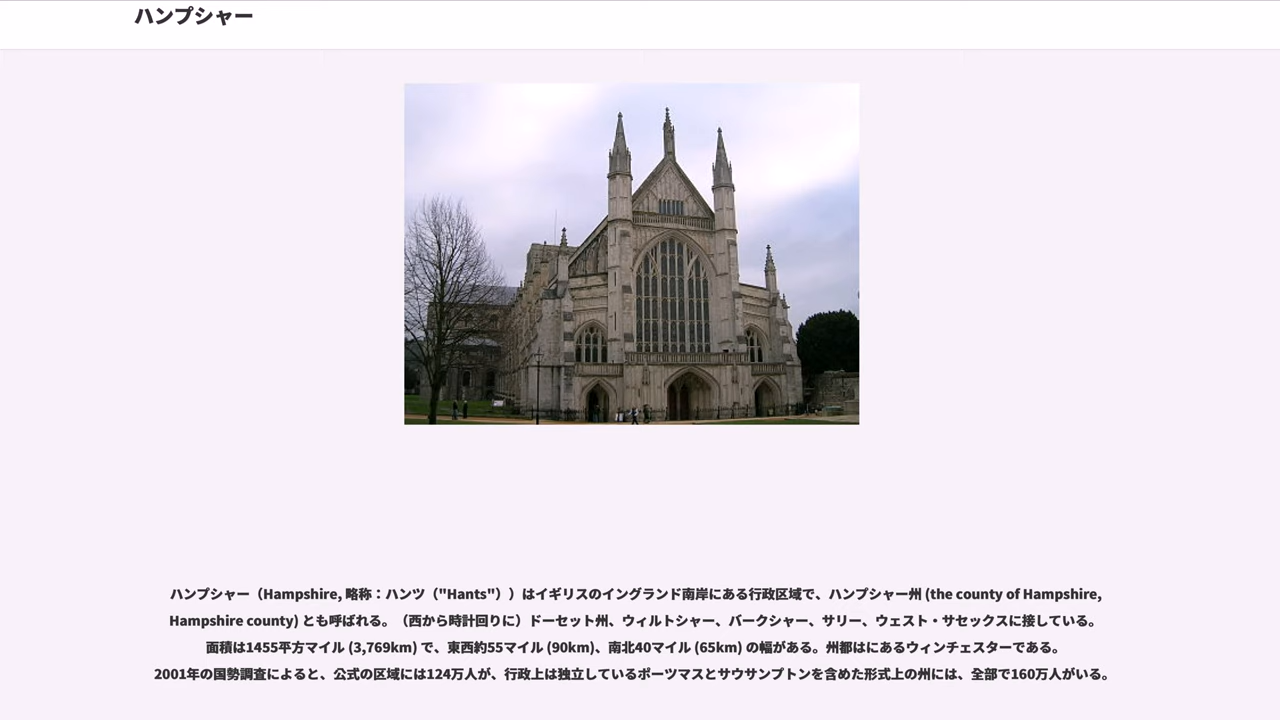 ハンプシャー
ハンプシャー（Hampshire, 略称：ハンツ（"Hants"））はイギリスのイングランド南岸にある行政区域で、ハンプシャー州 (the county of Hampshire,
Hampshire county) とも呼ばれる。（西から時計回りに）ドーセット州、ウィルトシャー、バークシャー、サリー、ウェスト・サセックスに接している。
面積は1455平方マイル (3,769km) で、東西約55マイル (90km)、南北40マイル (65km) の幅がある。州都はにあるウィンチェスターである。
2001年の国勢調査によると、公式の区域には124万人が、行政上は独立しているポーツマスとサウサンプトンを含めた形式上の州には、全部で160万人がいる。